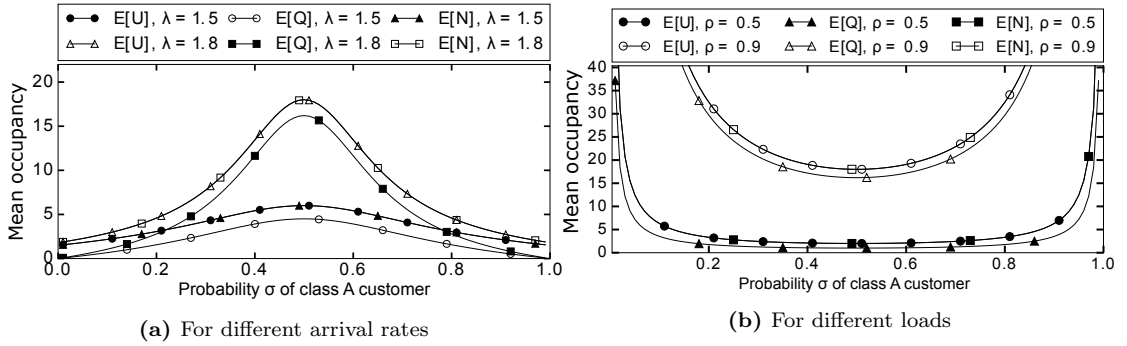 E[U], λ = 1.5 E[Q], λ = 1.5 E[N], λ = 1.5
E[U], λ = 1.8 E[Q], λ = 1.8 E[N], λ = 1.8
Mean occupancy
20
15
10
5
0
0.0 0.2 0.4 0.6 0.8 1.0
Probability σ of class A customer
(a) For different arrival rates
E[U], ρ = 0.5 E[Q], ρ = 0.5 E[N], ρ = 0.5
E[U], ρ = 0.9 E[Q], ρ = 0.9 E[N], ρ = 0.9
Mean occupancy
40
35
30
25
20
15
10
5
0
0.2 0.4 0.6 0.8 1.0
Probability σ of class A customer
(b) For different loads